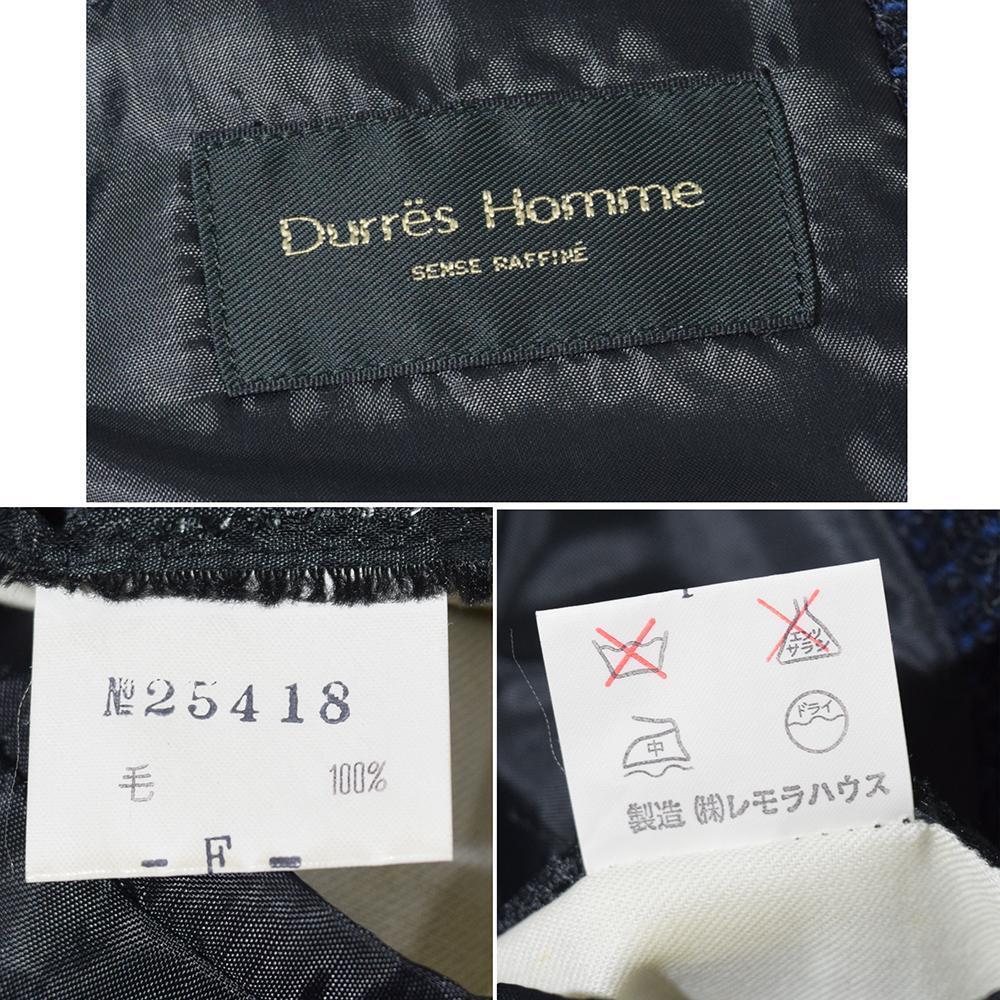 Durrës Homme
SENSE RAFFINÉ
№25418
毛 100%
- F -
エンソ
サラシ
中
ドライ
製造 (株)レモラハウス